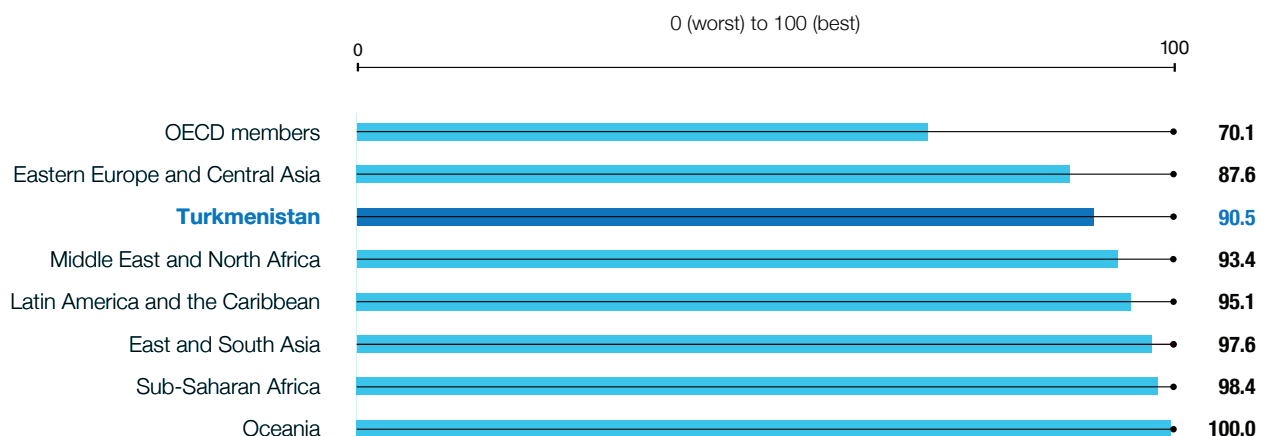 0 (worst) to 100 (best)
0 100
OECD members 70.1
Eastern Europe and Central Asia 87.6
Turkmenistan 90.5
Middle East and North Africa 93.4
Latin America and the Caribbean 95.1
East and South Asia 97.6
Sub-Saharan Africa 98.4
Oceania 100.0